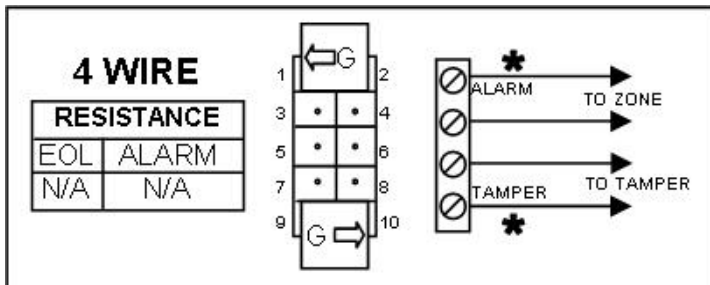 4 WIRE
RESISTANCE
EOL ALARM
N/A N/A
G
1 2
3 4
5 6
7 8
9 10
G
*
ALARM
TO ZONE
TO TAMPER
TAMPER
*